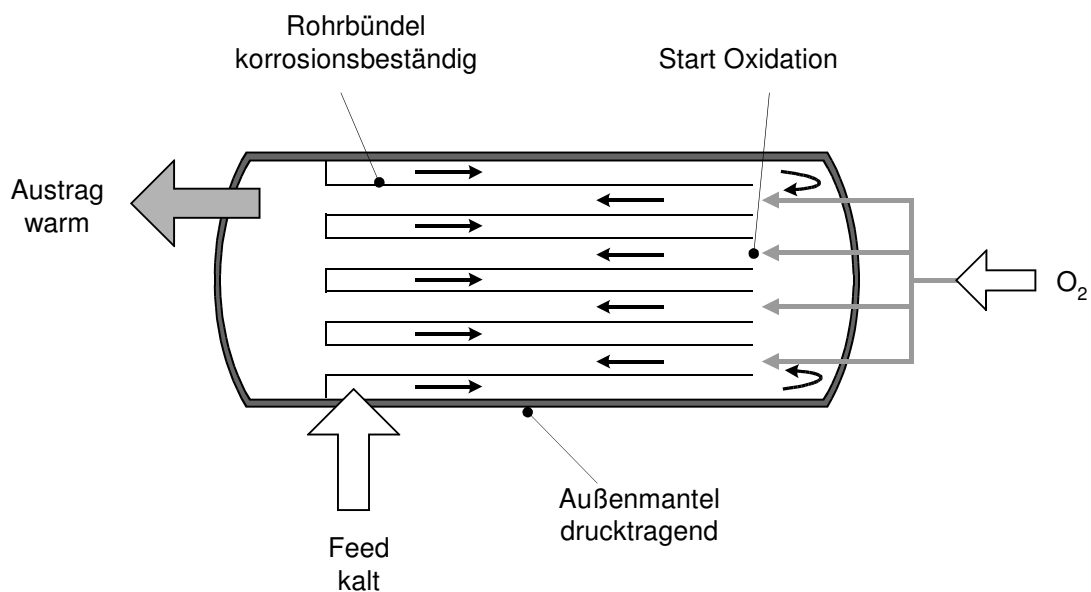 Rohrbündel
korrosionsbeständig
Start Oxidation
Austrag
warm
O₂
Außenmantel
drucktragend
Feed
kalt